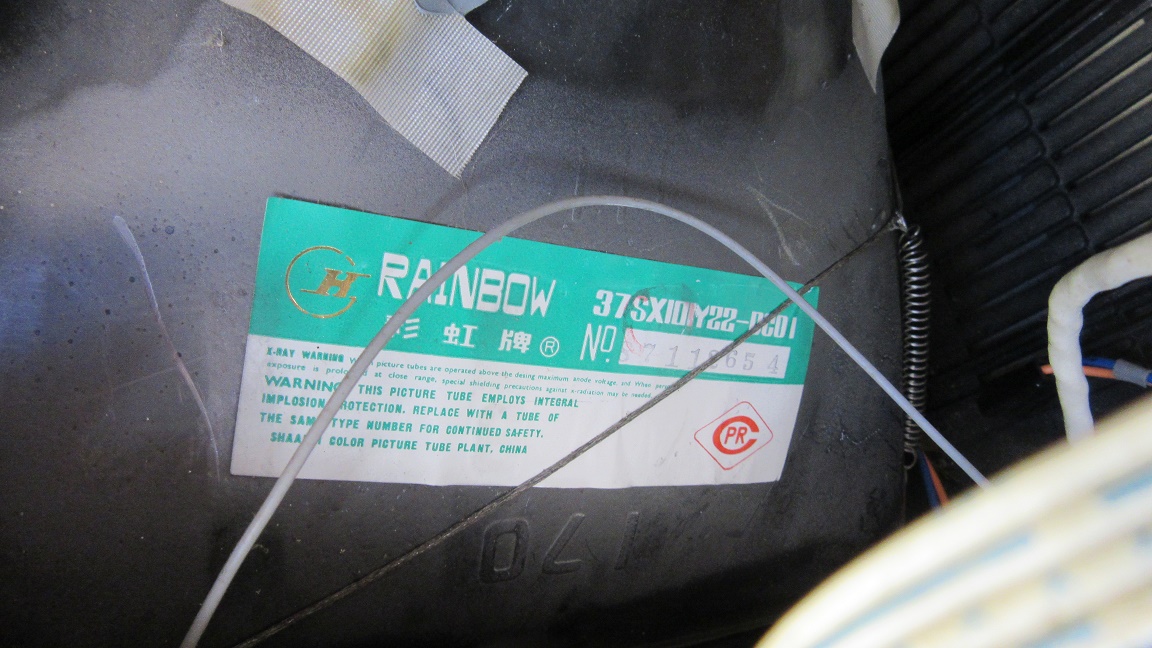 RAINBOW
彩虹牌®
37SX101Y22-DC01
NO.
X-RAY WARNING picture tubes are operated above the desing maximum anode voltage, and When
exposure is at close range, special shielding precautions against x-radiation may be needed.
WARNING THIS PICTURE TUBE EMPLOYS INTEGRAL
IMPLOSION PROTECTION. REPLACE WITH A TUBE OF
THE SAME TYPE NUMBER FOR CONTINUED SAFETY.
COLOR PICTURE TUBE PLANT, CHINA
PRC